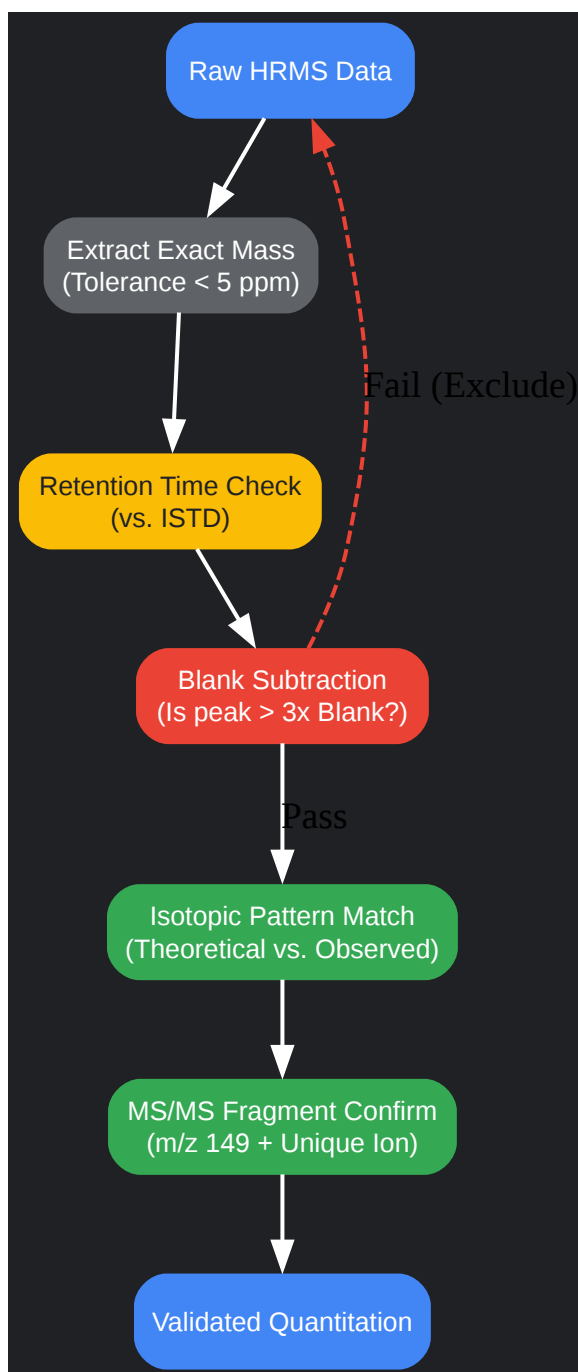 Raw HRMS Data
Extract Exact Mass
(Tolerance < 5 ppm)
Fail (Exclude)
Retention Time Check
(vs. ISTD)
Blank Subtraction
(Is peak > 3x Blank?)
Pass
Isotopic Pattern Match
(Theoretical vs. Observed)
MS/MS Fragment Confirm
(m/z 149 + Unique Ion)
Validated Quantitation